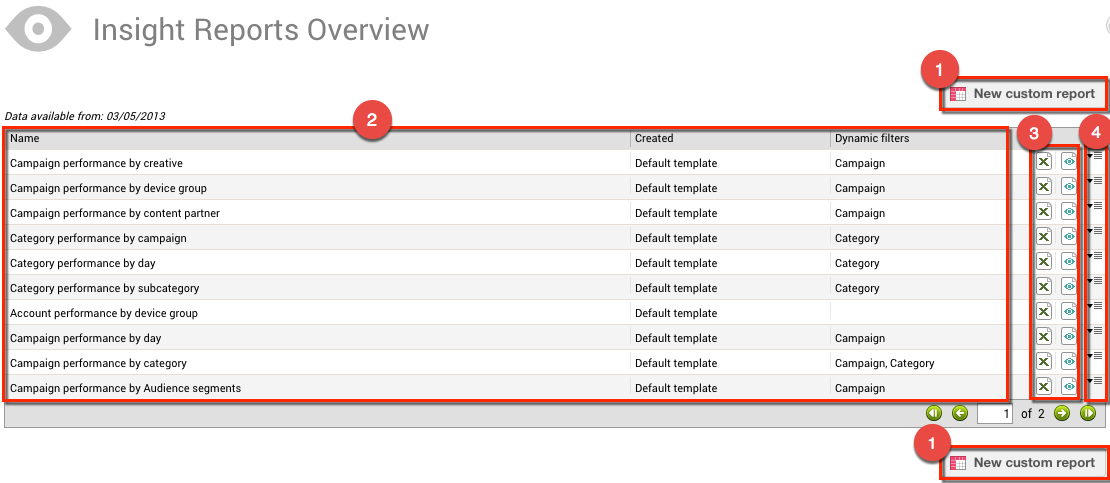 Insight Reports Overview
1
New custom report
Data available from: 03/05/2013
2
3
4
Name Created Dynamic filters
Campaign performance by creative Default template Campaign
Campaign performance by device group Default template Campaign
Campaign performance by content partner Default template Campaign
Category performance by campaign Default template Category
Category performance by day Default template Category
Category performance by subcategory Default template Category
Account performance by device group Default template
Campaign performance by day Default template Campaign
Campaign performance by category Default template Campaign, Category
Campaign performance by Audience segments Default template Campaign
1 of 2
1
New custom report